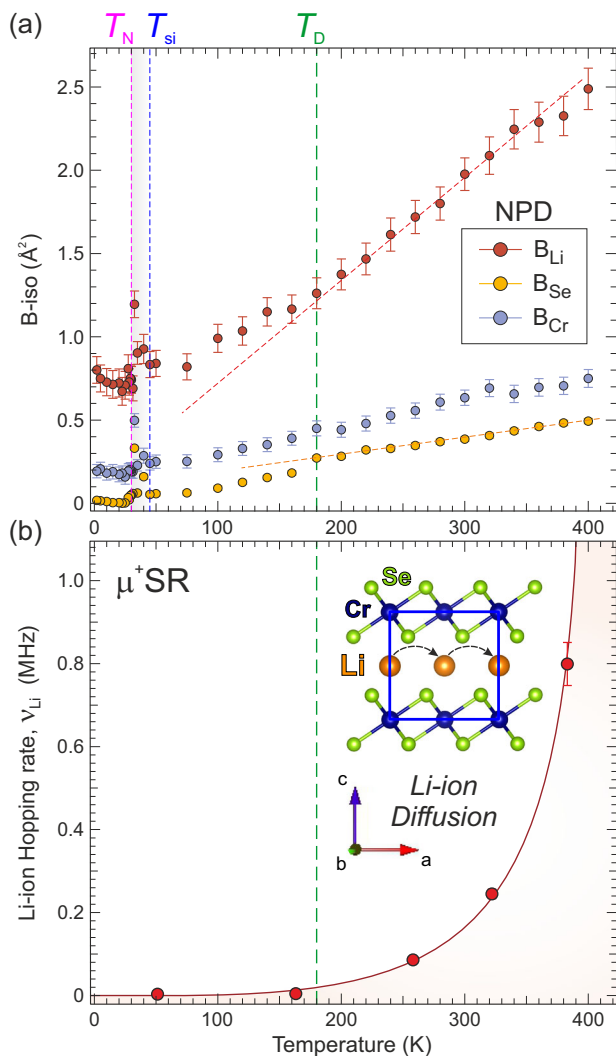 (a)
T_N T_si T_D
2.5
2.0
1.5
1.0
0.5
0
B-iso (Å²)
NPD
B_Li
B_Se
B_Cr
0 100 200 300 400
(b)
μ⁺SR
1.0
0.8
0.6
0.4
0.2
0
Li-ion Hopping rate, ν_Li (MHz)
Se
Cr
Li
c
b
a
Li-ion
Diffusion
0 100 200 300 400
Temperature (K)